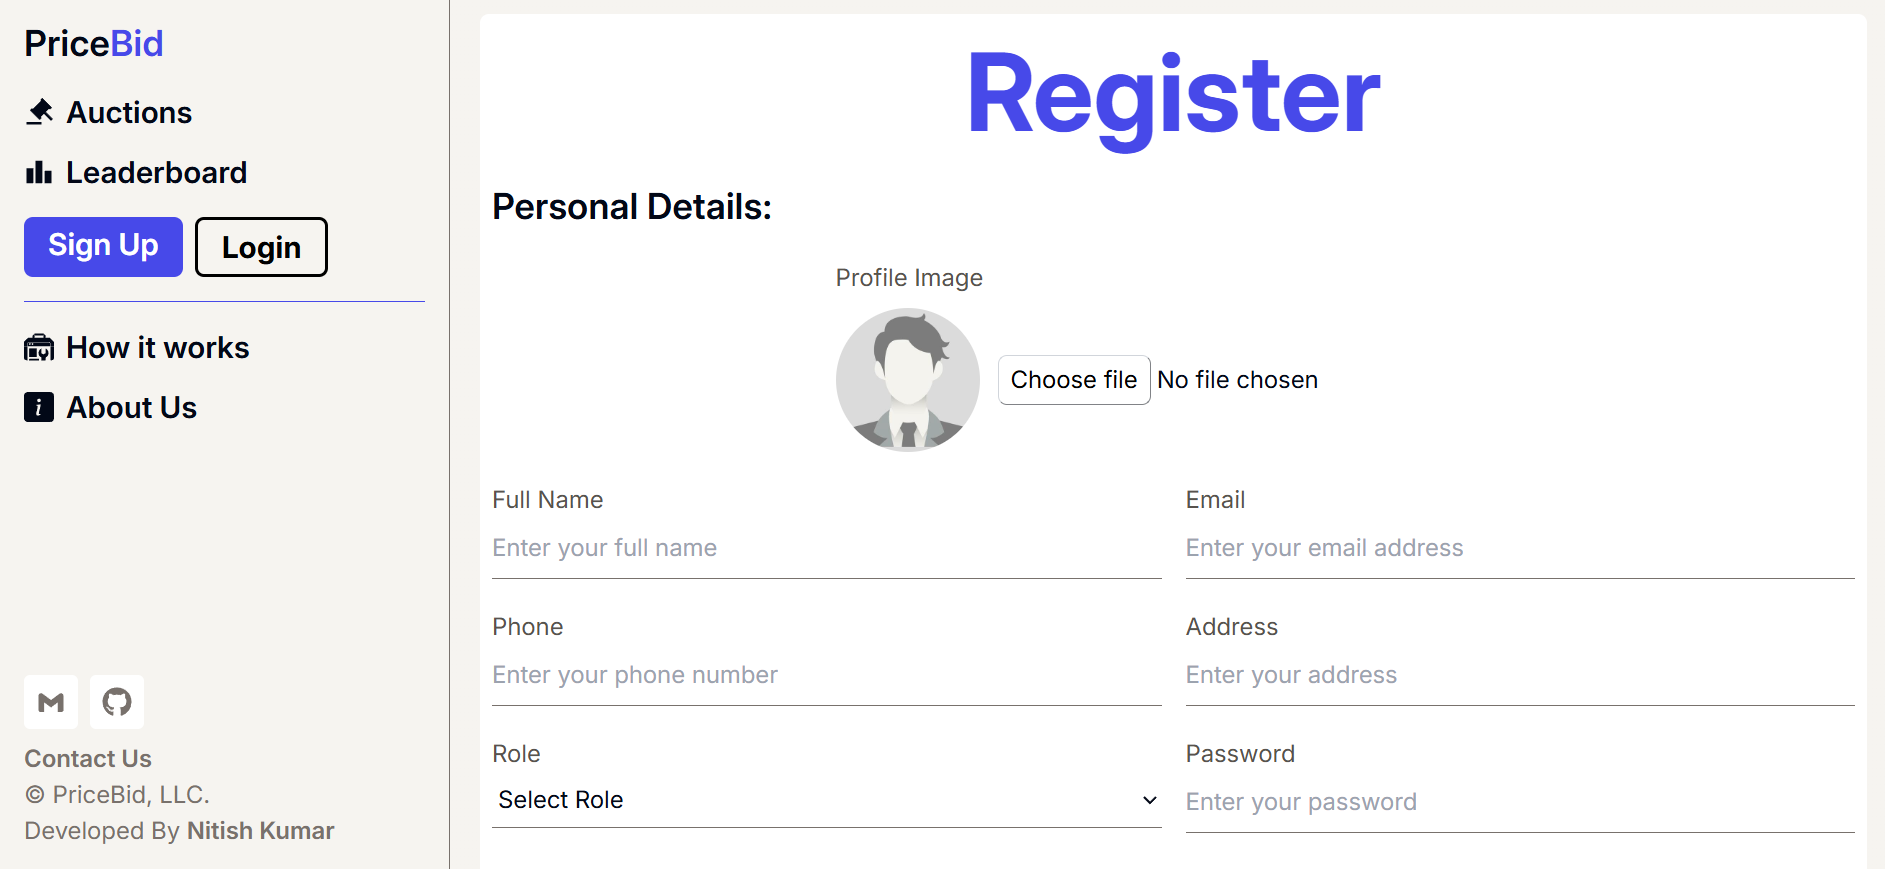 PriceBid
Auctions
Leaderboard
Sign Up
Login
How it works
About Us
Contact Us
© PriceBid, LLC.
Developed By Nitish Kumar
Register
Personal Details:
Profile Image
Choose file No file chosen
Full Name
Enter your full name
Email
Enter your email address
Phone
Enter your phone number
Address
Enter your address
Role
Select Role
Password
Enter your password